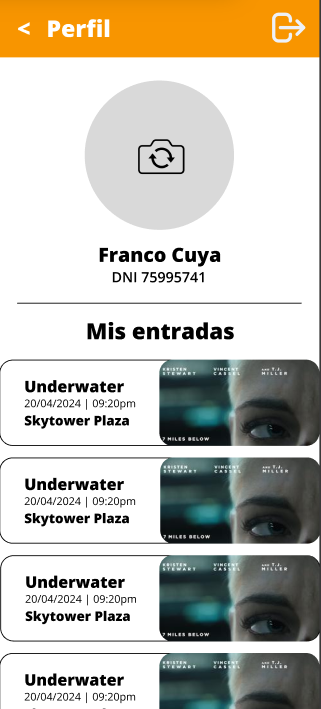 < Perfil
Franco Cuya
DNI 75995741
Mis entradas
Underwater
20/04/2024 | 09:20pm
Skytower Plaza
KRISTEN STEWART
VINCENT CASSEL
AND T.J. MILLER
7 MILES BELOW
Underwater
20/04/2024 | 09:20pm
Skytower Plaza
KRISTEN STEWART
VINCENT CASSEL
AND T.J. MILLER
7 MILES BELOW
Underwater
20/04/2024 | 09:20pm
Skytower Plaza
KRISTEN STEWART
VINCENT CASSEL
AND T.J. MILLER
7 MILES BELOW
Underwater
20/04/2024 | 09:20pm
KRISTEN STEWART
VINCENT CASSEL
AND T.J. MILLER